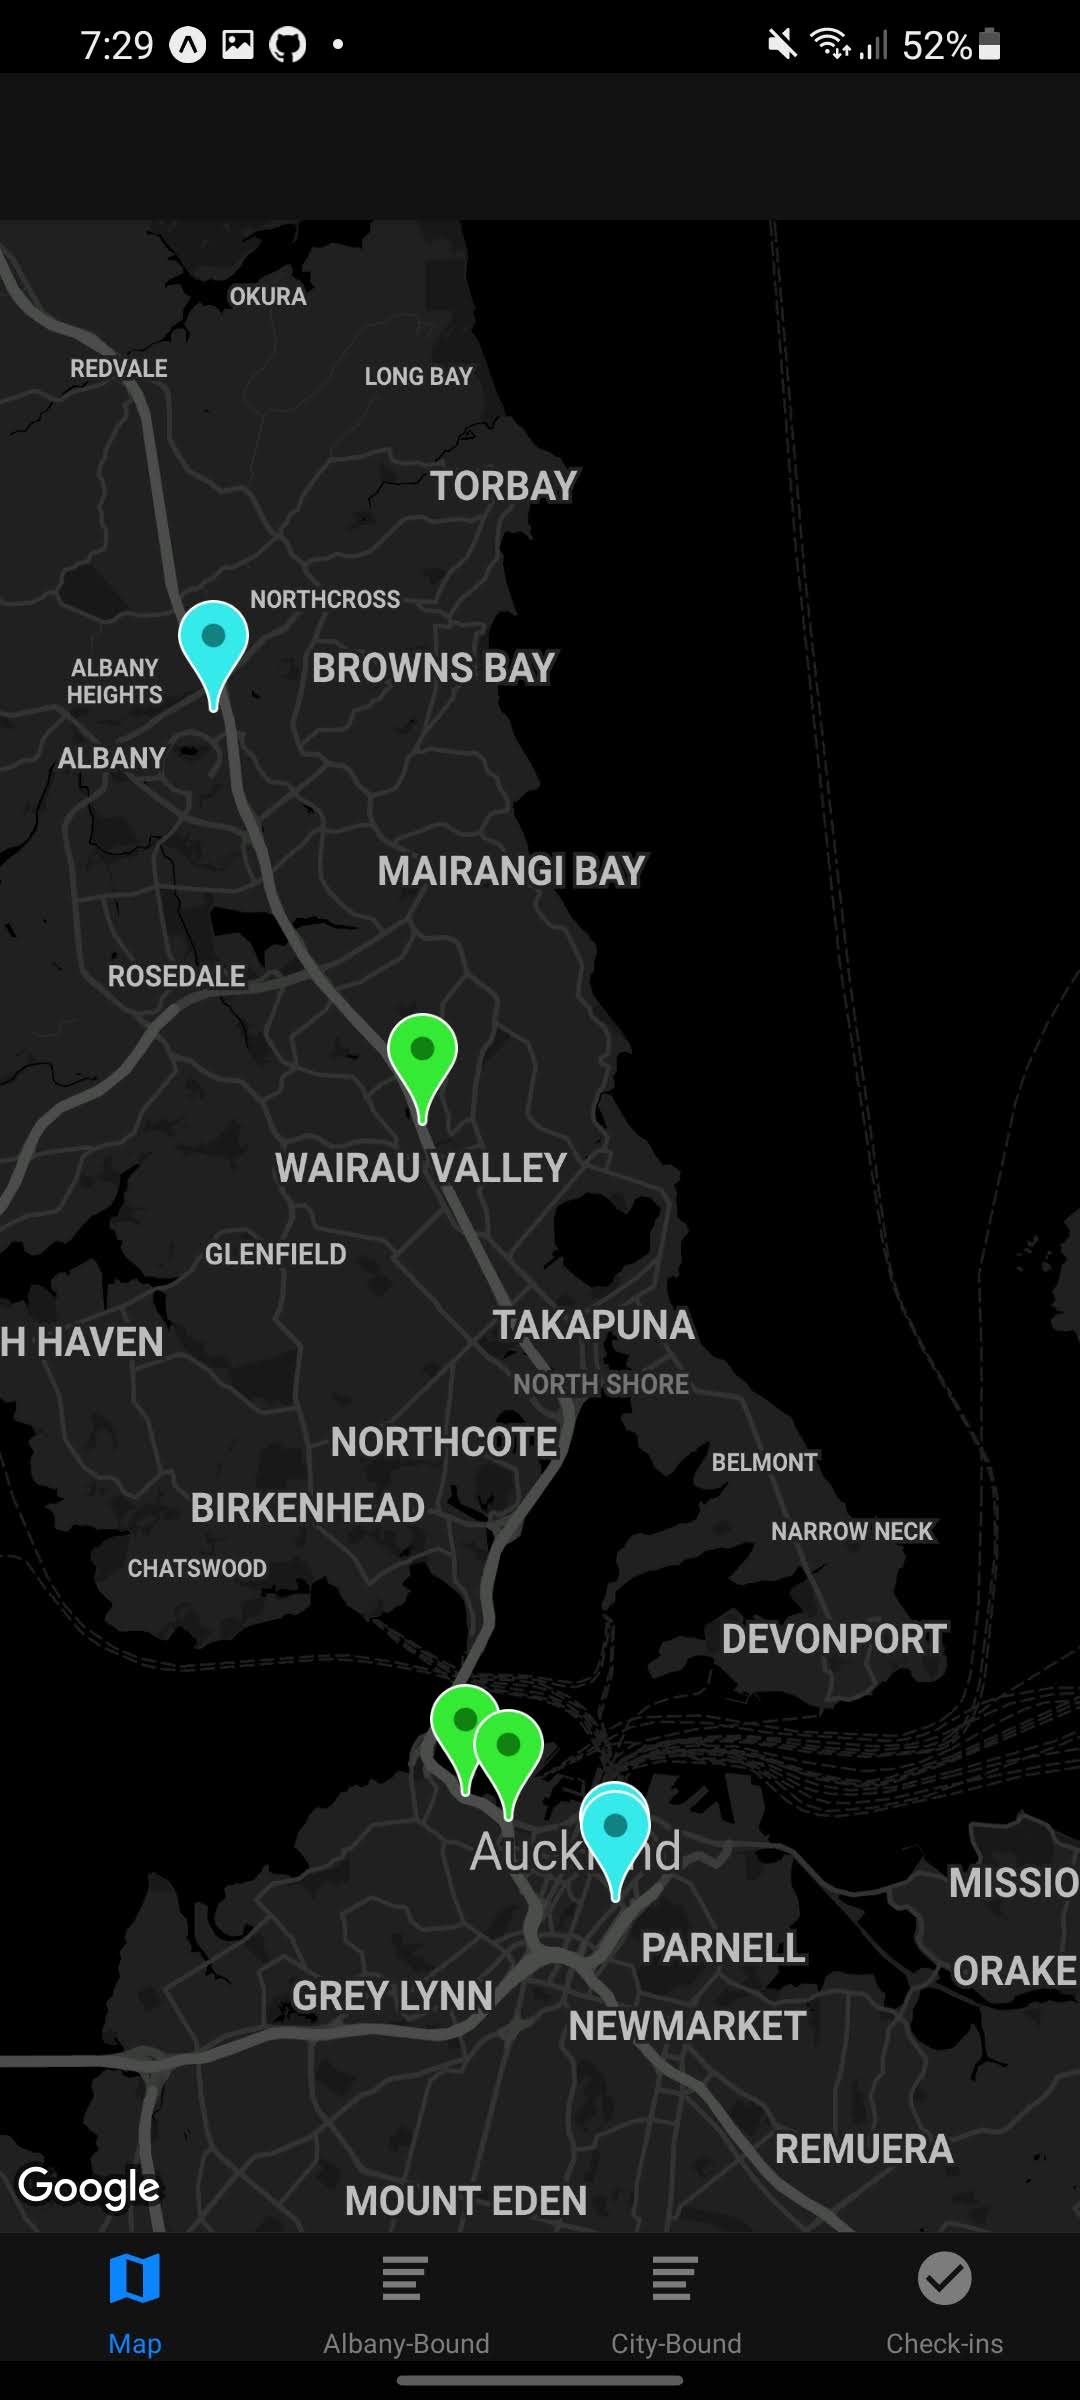 7:29
52%
OKURA
REDVALE
LONG BAY
TORBAY
NORTHCROSS
ALBANY
HEIGHTS
BROWNS BAY
ALBANY
MAIRANGI BAY
ROSEDALE
WAIRAU VALLEY
GLENFIELD
TAKAPUNA
H HAVEN
NORTH SHORE
NORTHCOTE
BELMONT
BIRKENHEAD
NARROW NECK
CHATSWOOD
DEVONPORT
MISSIO
PARNELL
ORAKE
GREY LYNN
NEWMARKET
REMUERA
Google
MOUNT EDEN
Map
Albany-Bound
City-Bound
Check-ins